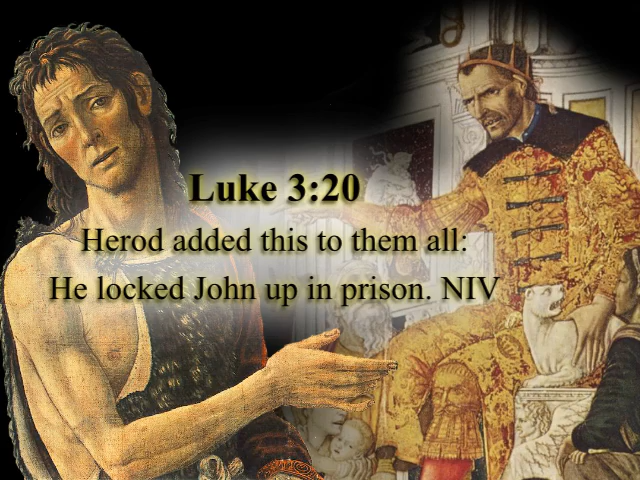 Luke 3:20
Herod added this to them all:
He locked John up in prison. NIV